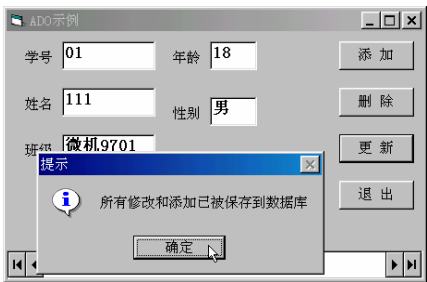 ADO示例
学号 01 年龄 18 添 加
姓名 111 性别 男 删 除
班级 微机9701 更 新
提示
所有修改和添加已被保存到数据库
退 出
确定